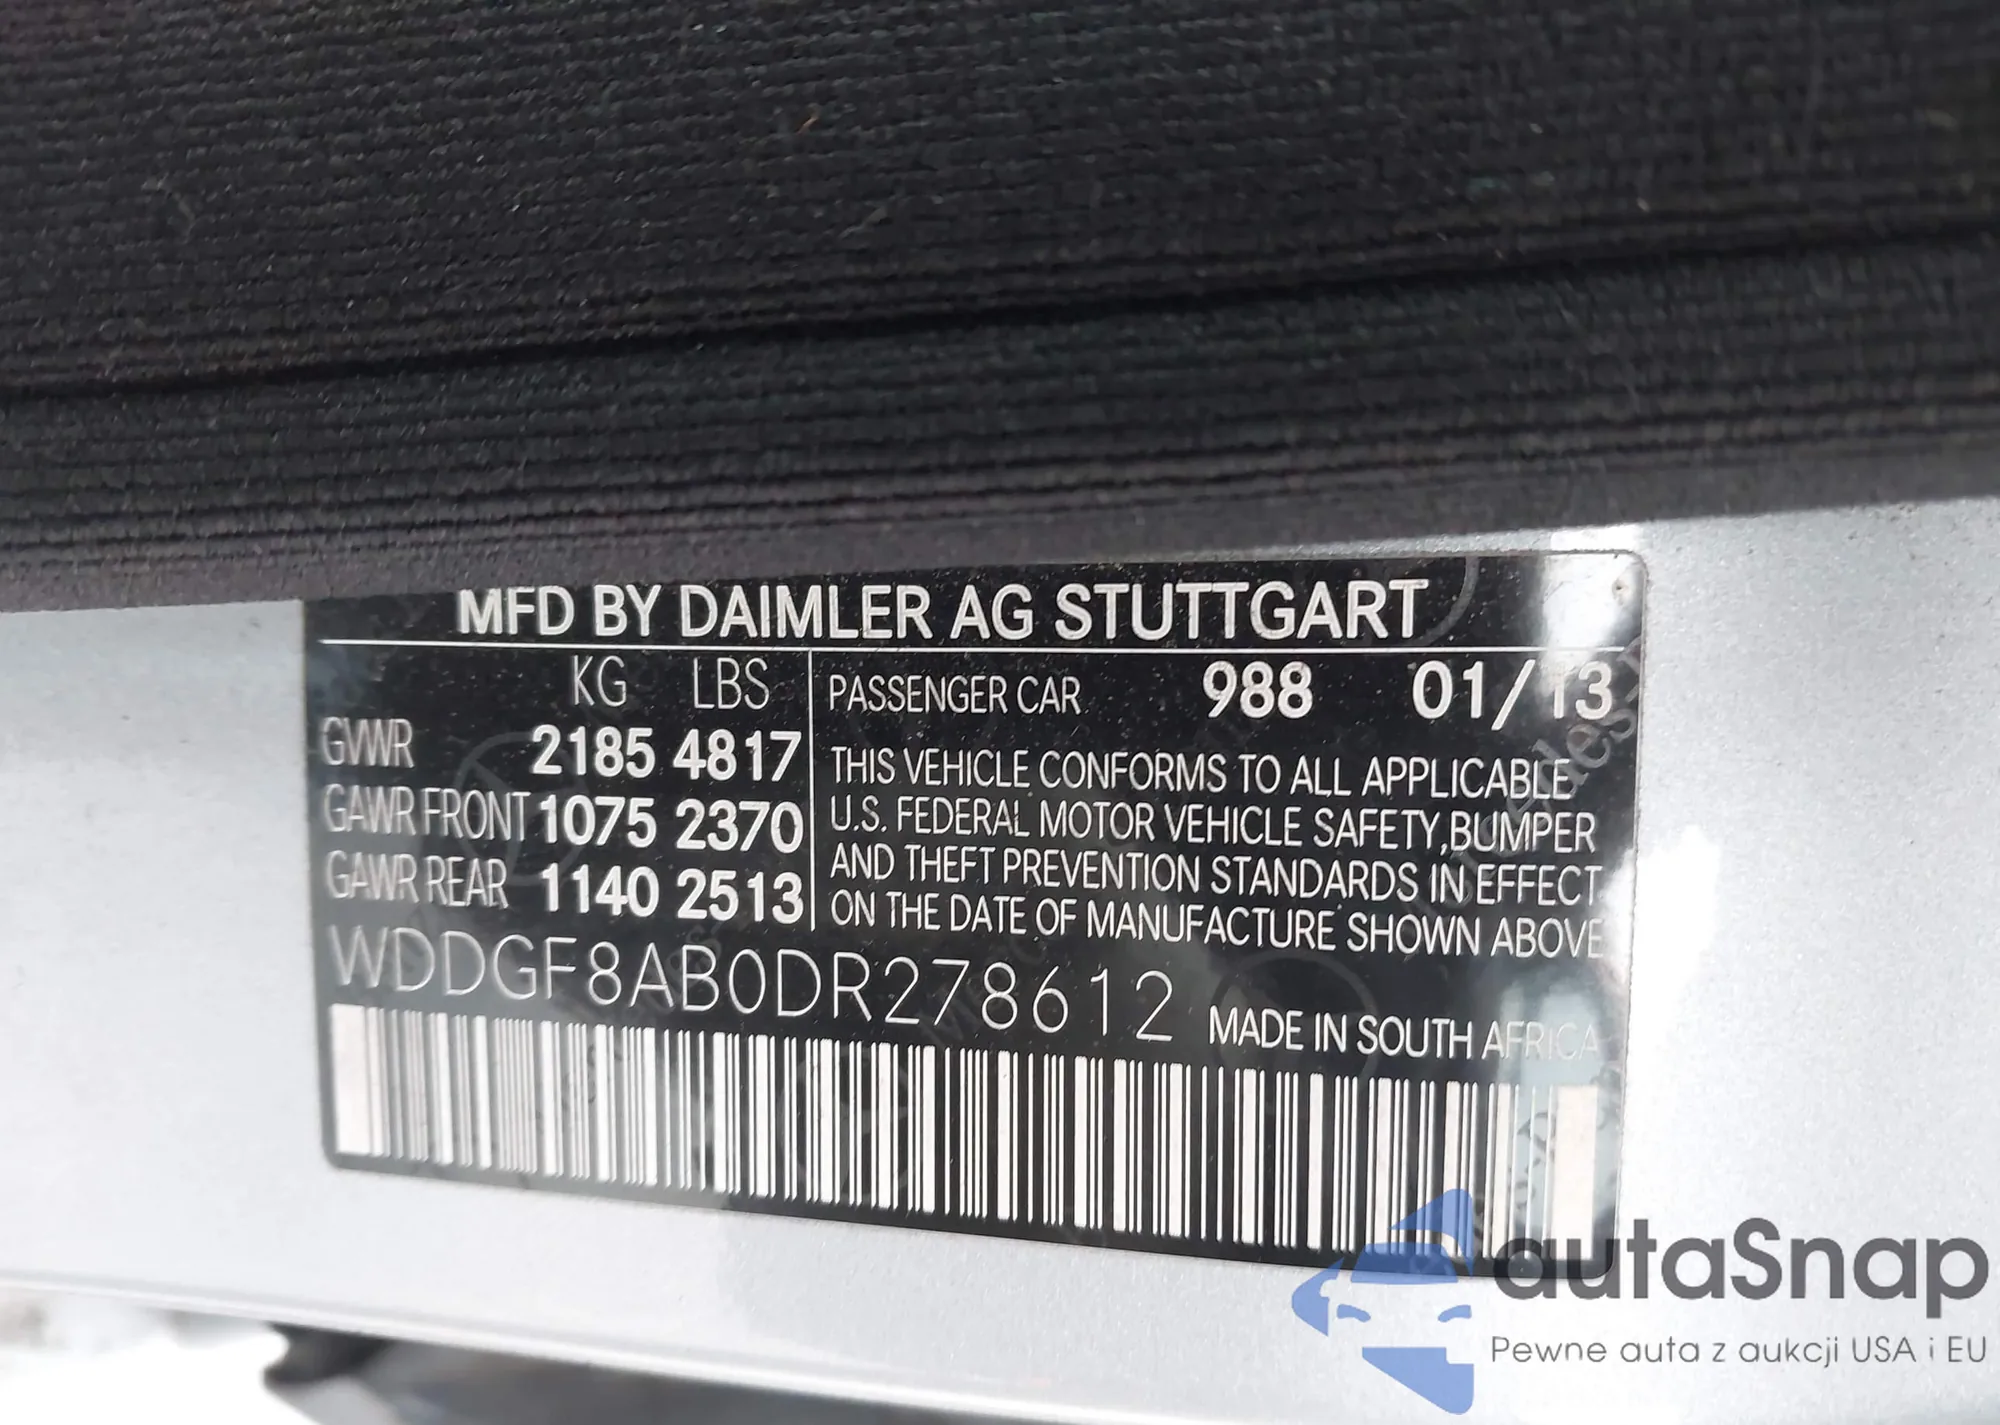 MFD BY DAIMLER AG STUTTGART
KG LBS
GVWR 2185 4817
GAWR FRONT 1075 2370
GAWR REAR 1140 2513
PASSENGER CAR 988 01/13
THIS VEHICLE CONFORMS TO ALL APPLICABLE
U.S. FEDERAL MOTOR VEHICLE SAFETY, BUMPER
AND THEFT PREVENTION STANDARDS IN EFFECT
ON THE DATE OF MANUFACTURE SHOWN ABOVE
WDDGF8AB0DR278612
MADE IN SOUTH AFRICA
autaSnap
Pewne auta z aukcji USA i EU